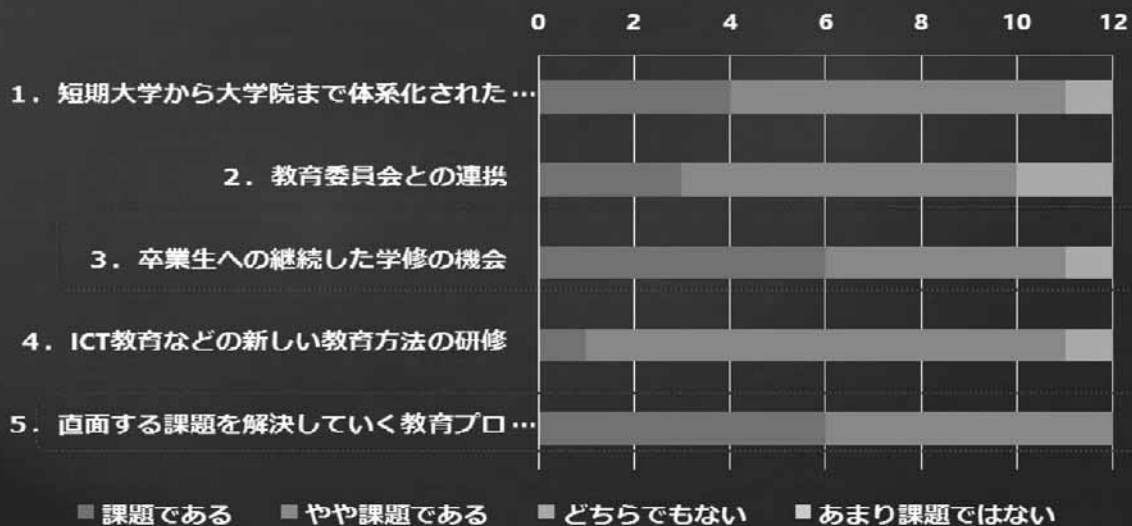 0 2 4 6 8 10 12
1．短期大学から大学院まで体系化された…
2．教育委員会との連携
3．卒業生への継続した学修の機会
4．ICT教育などの新しい教育方法の研修
5．直面する課題を解決していく教育プロ…
■課題である ■やや課題である ■どちらでもない ■あまり課題ではない